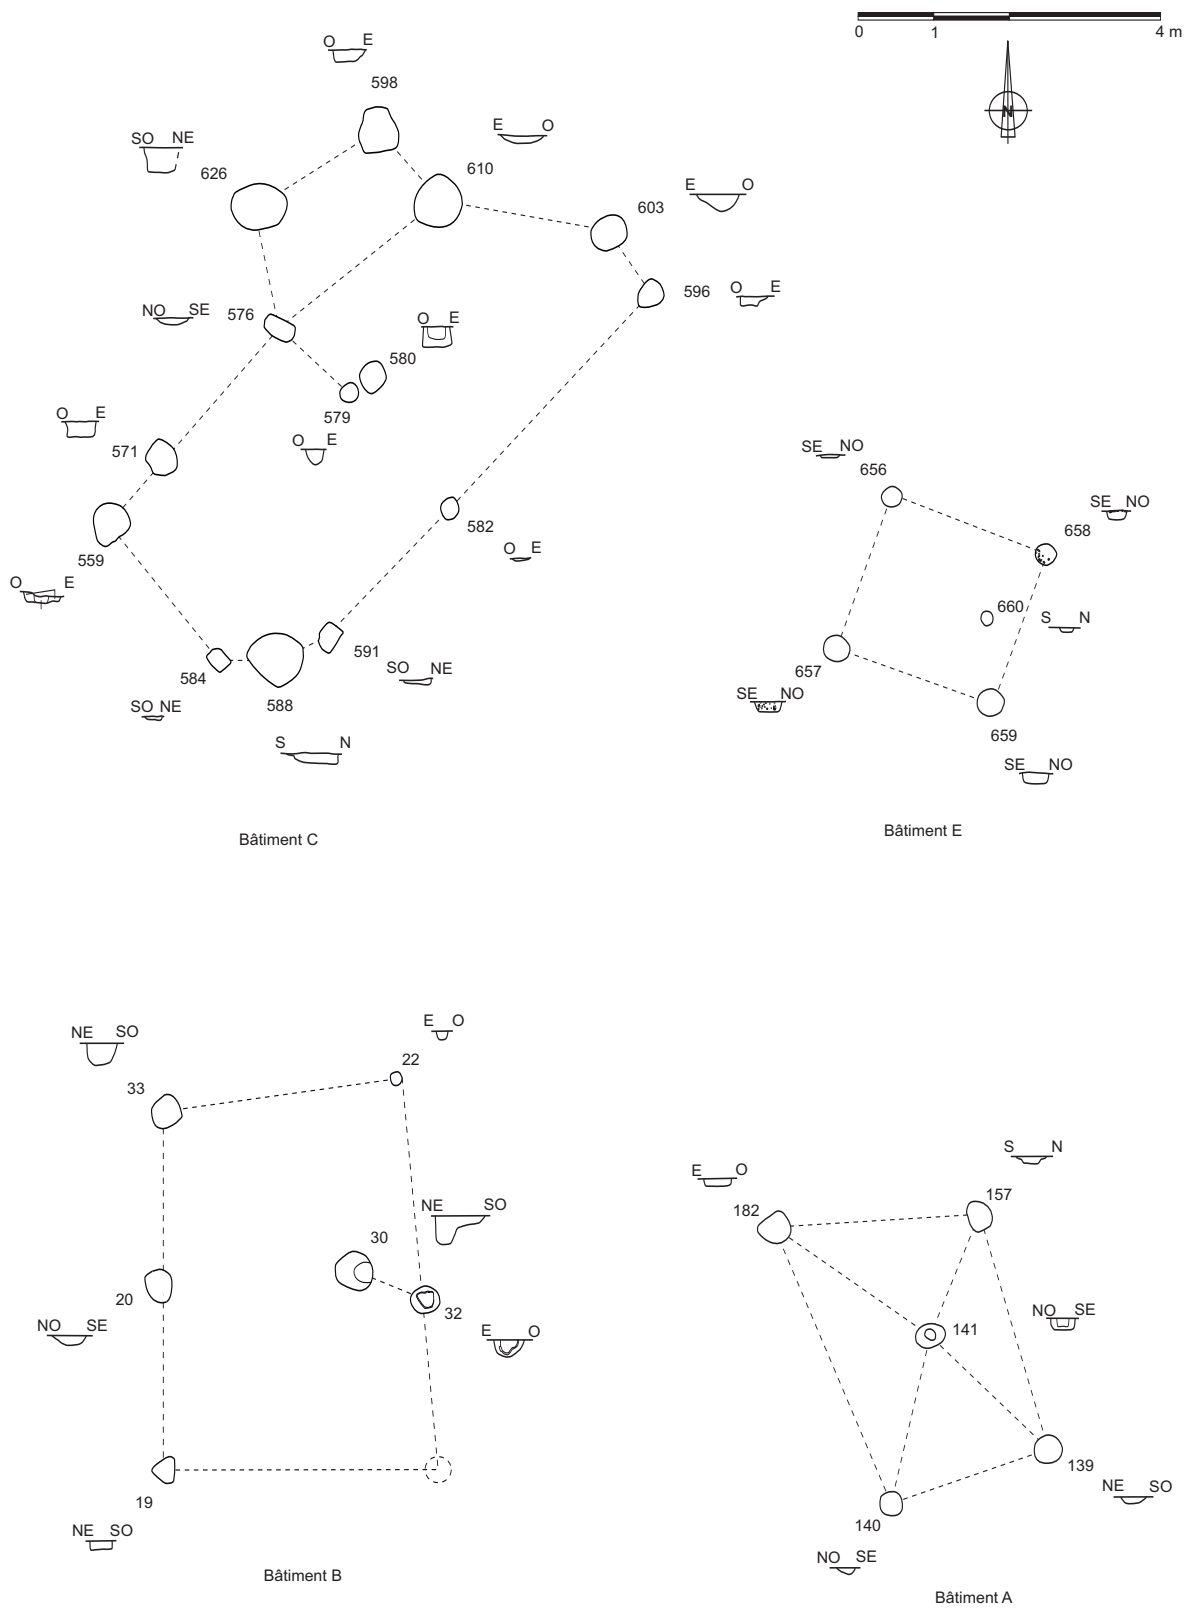 0 1 4 m
N
O E
598
SO NE
626
E O
610
E O
603
596
O E
NO SE
576
O E
580
579
O E
O E
571
559
O E
582
O E
591
SO NE
584
SO NE
588
S N
Bâtiment C
SE NO
656
SE NO
658
660
S N
657
SE NO
659
SE NO
Bâtiment E
NE SO
33
E O
22
NE SO
30
20
NO SE
32
E O
19
NE SO
Bâtiment B
E O
182
S N
157
NO SE
141
139
NE SO
140
NO SE
Bâtiment A